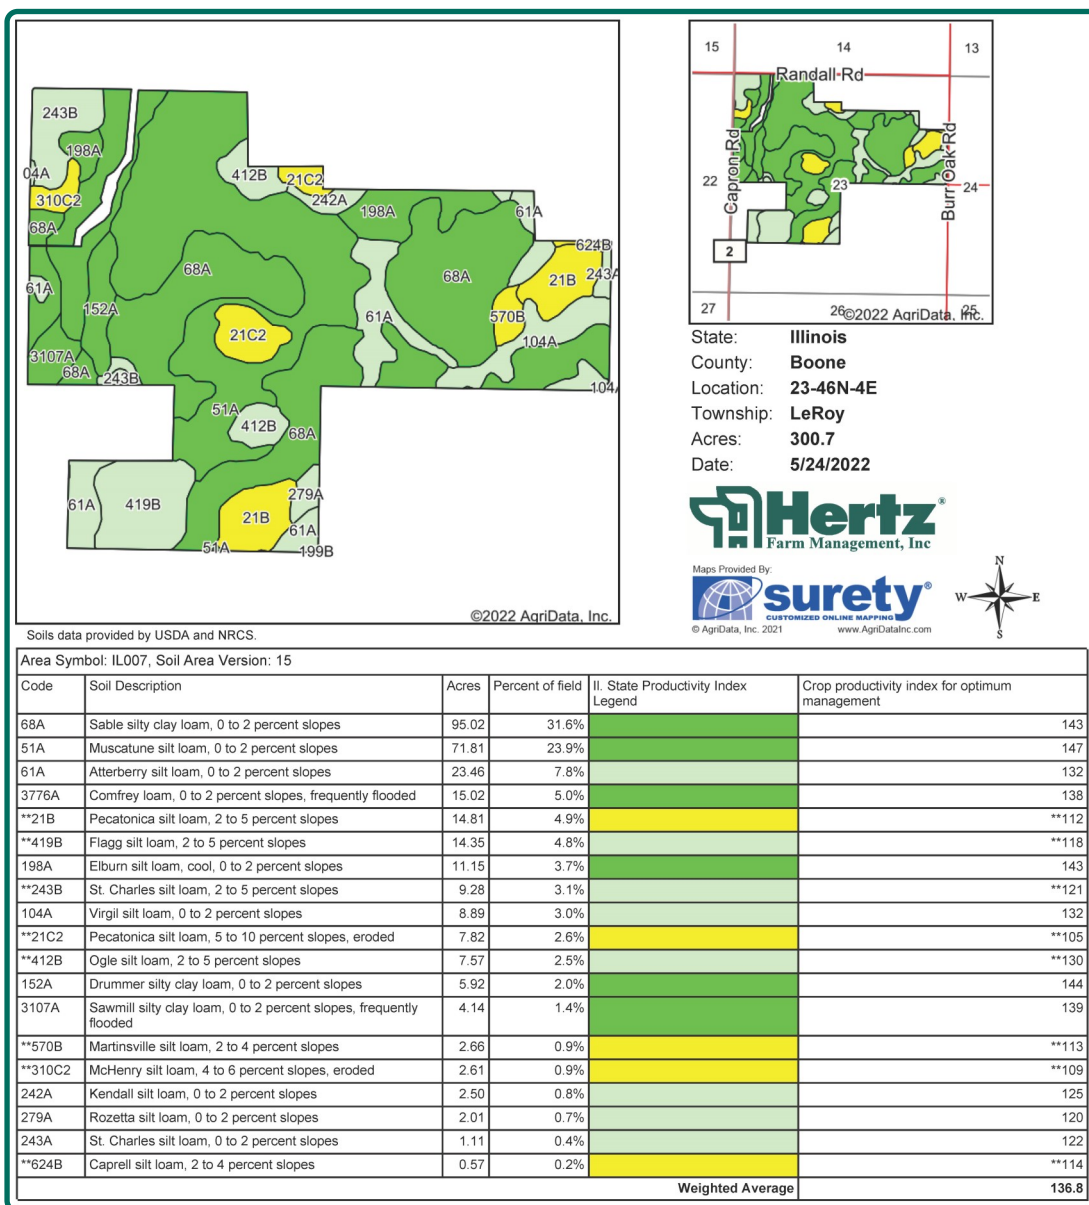 243B
198A
04A
310C2
68A
412B
21C2
242A
198A
61A
624B
68A
68A
21B
243A
61A
152A
61A
570B
21C2
104A
3107A
68A
243B
104A
51A
412B
68A
61A
419B
279A
21B
61A
51A
199B
©2022 AgriData, Inc.
15
14
13
Randall Rd
Capron Rd
Burr Oak Rd
22
23
24
2
27
26
25
©2022 AgriData, Inc.
State: Illinois
County: Boone
Location: 23-46N-4E
Township: LeRoy
Acres: 300.7
Date: 5/24/2022
Hertz®
Farm Management, Inc
Maps Provided By:
surety®
CUSTOMIZED ONLINE MAPPING
© AgriData, Inc. 2021 www.AgriDataInc.com
N
W E
S
Soils data provided by USDA and NRCS.
Area Symbol: IL007, Soil Area Version: 15
Code Soil Description Acres Percent of field II. State Productivity Index Crop productivity index for optimum
Legend management
68A Sable silty clay loam, 0 to 2 percent slopes 95.02 31.6% 143
51A Muscatune silt loam, 0 to 2 percent slopes 71.81 23.9% 147
61A Atterberry silt loam, 0 to 2 percent slopes 23.46 7.8% 132
3776A Comfrey loam, 0 to 2 percent slopes, frequently flooded 15.02 5.0% 138
**21B Pecatonica silt loam, 2 to 5 percent slopes 14.81 4.9% **112
**419B Flagg silt loam, 2 to 5 percent slopes 14.35 4.8% **118
198A Elburn silt loam, cool, 0 to 2 percent slopes 11.15 3.7% 143
**243B St. Charles silt loam, 2 to 5 percent slopes 9.28 3.1% **121
104A Virgil silt loam, 0 to 2 percent slopes 8.89 3.0% 132
**21C2 Pecatonica silt loam, 5 to 10 percent slopes, eroded 7.82 2.6% **105
**412B Ogle silt loam, 2 to 5 percent slopes 7.57 2.5% **130
152A Drummer silty clay loam, 0 to 2 percent slopes 5.92 2.0% 144
3107A Sawmill silty clay loam, 0 to 2 percent slopes, frequently 4.14 1.4% 139
flooded
**570B Martinsville silt loam, 2 to 4 percent slopes 2.66 0.9% **113
**310C2 McHenry silt loam, 4 to 6 percent slopes, eroded 2.61 0.9% **109
242A Kendall silt loam, 0 to 2 percent slopes 2.50 0.8% 125
279A Rozetta silt loam, 0 to 2 percent slopes 2.01 0.7% 120
243A St. Charles silt loam, 0 to 2 percent slopes 1.11 0.4% 122
**624B Caprell silt loam, 2 to 4 percent slopes 0.57 0.2% **114
Weighted Average 136.8